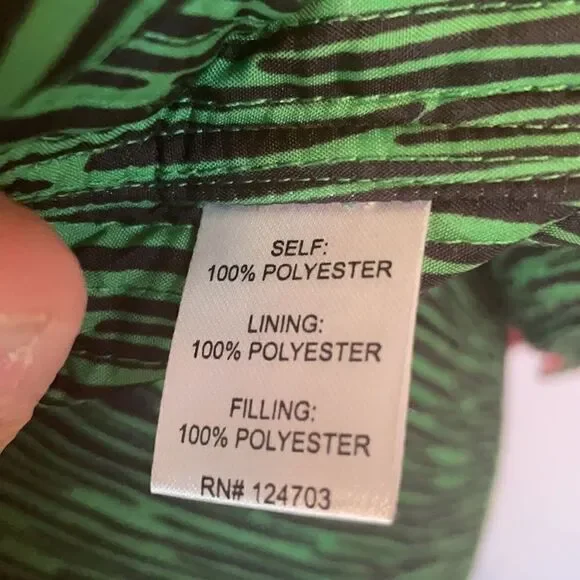 SELF:
100% POLYESTER
LINING:
100% POLYESTER
FILLING:
100% POLYESTER
RN# 124703